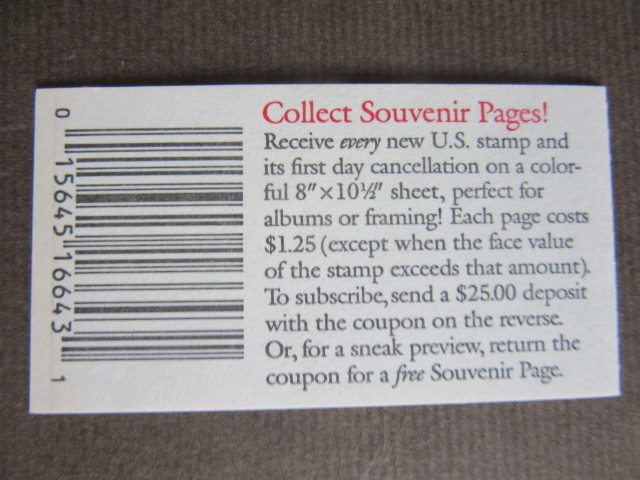 Collect Souvenir Pages!
Receive every new U.S. stamp and
its first day cancellation on a color-
ful 8"×10½" sheet, perfect for
albums or framing! Each page costs
$1.25 (except when the face value
of the stamp exceeds that amount).
To subscribe, send a $25.00 deposit
with the coupon on the reverse.
Or, for a sneak preview, return the
coupon for a free Souvenir Page.
0 15645 16643 1